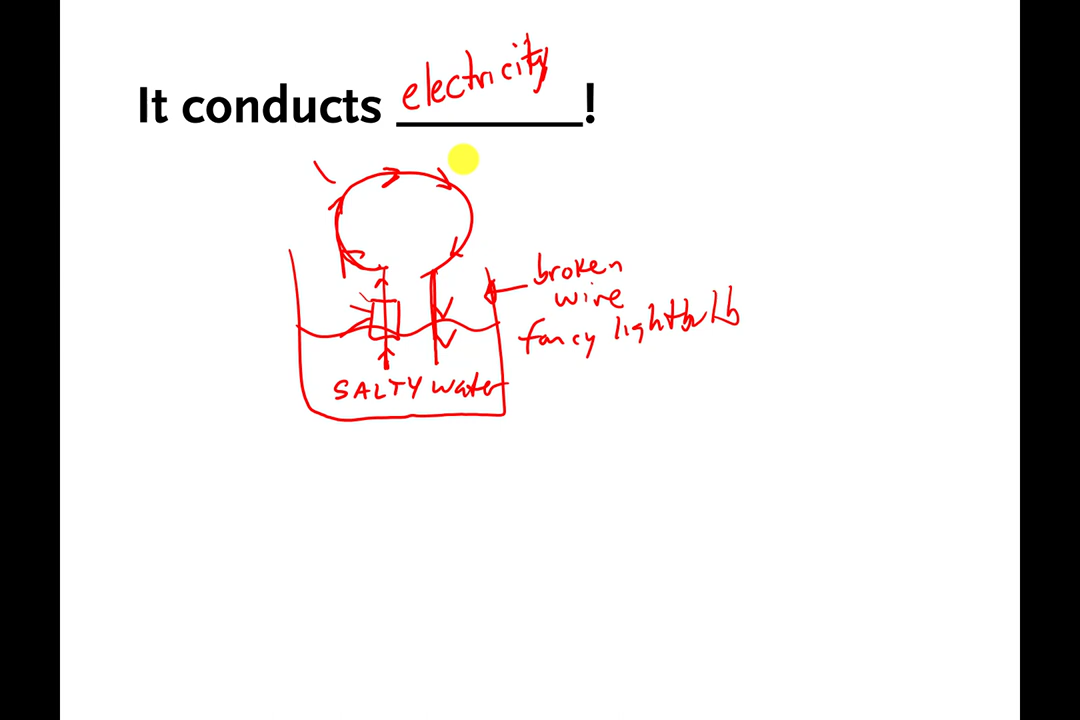 It conducts electricity!
broken
wire
fancy lightbulb
SALTY water